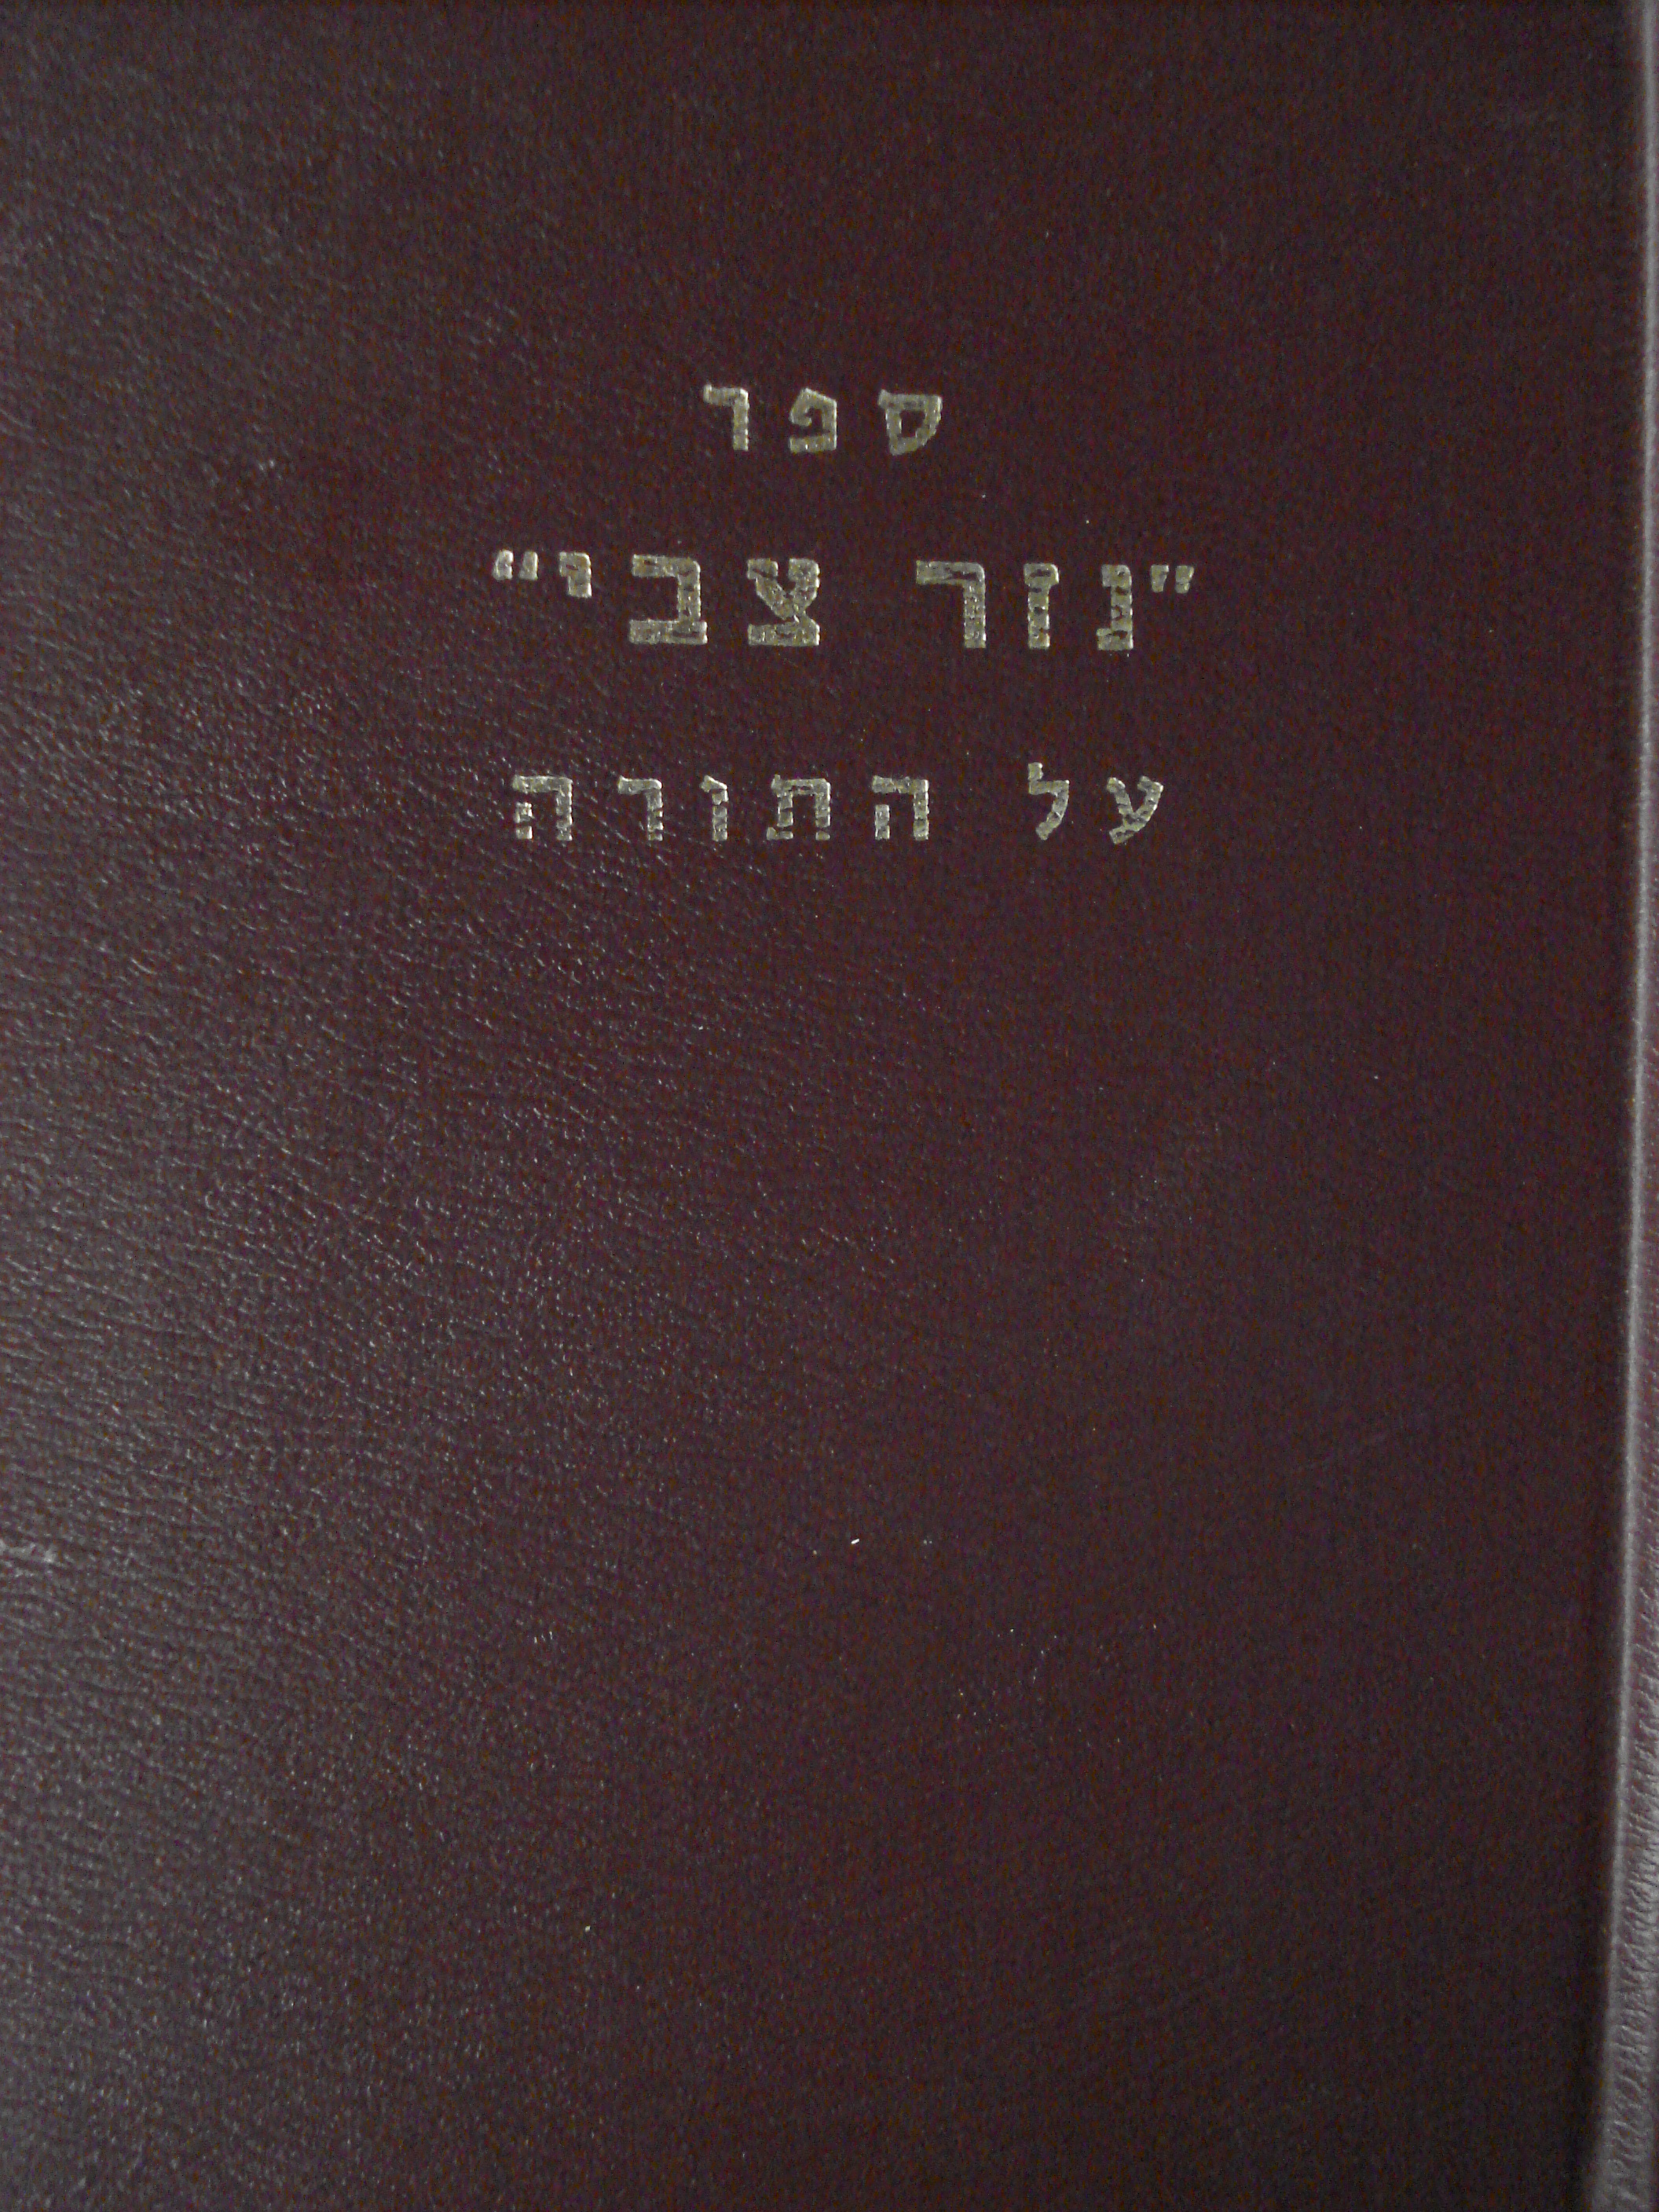 ספר
"נזר צבי"
על התורה